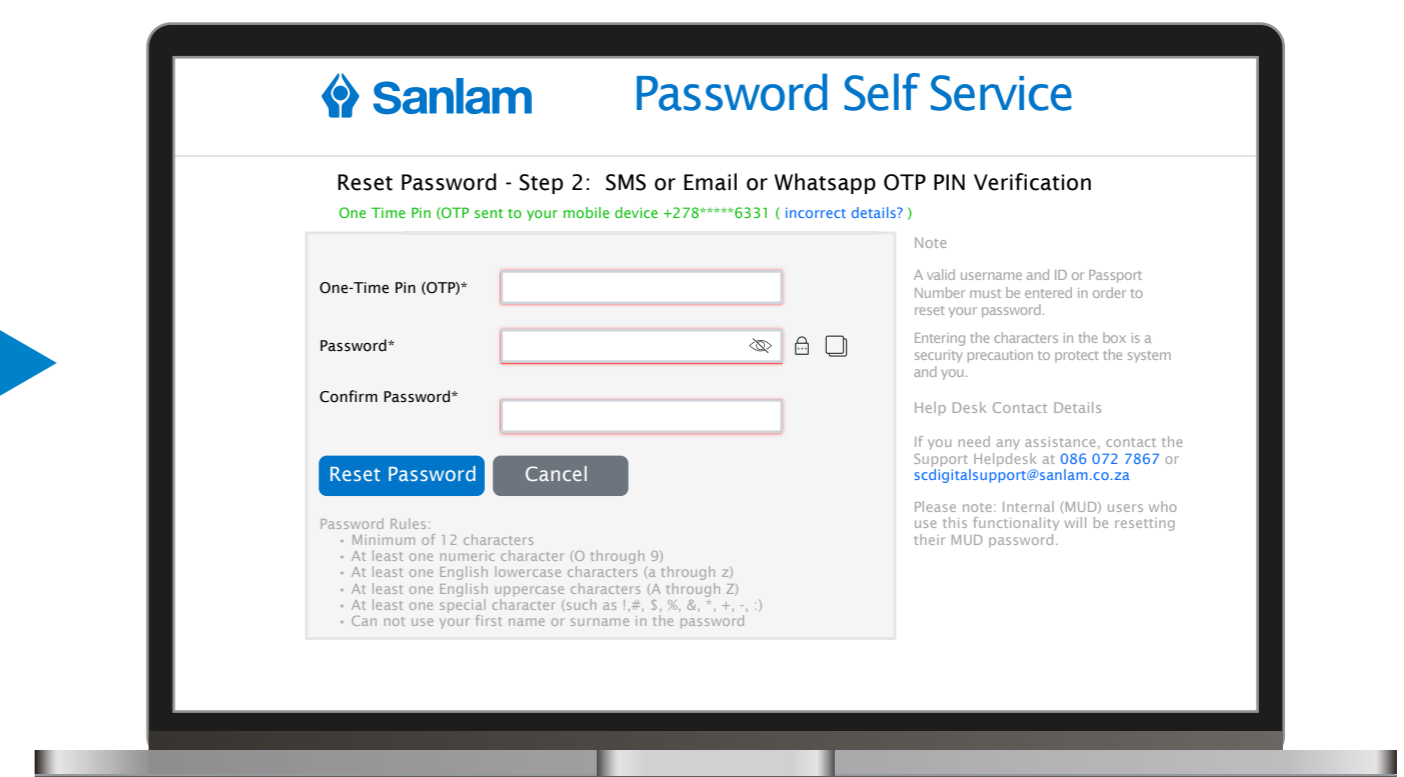 Sanlam Password Self Service
Reset Password - Step 2: SMS or Email or Whatsapp OTP PIN Verification
One Time Pin (OTP sent to your mobile device +278*****6331 ( incorrect details? )
One-Time Pin (OTP)*
Password*
Confirm Password*
Reset Password Cancel
Password Rules:
• Minimum of 12 characters
• At least one numeric character (O through 9)
• At least one English lowercase characters (a through z)
• At least one English uppercase characters (A through Z)
• At least one special character (such as !,#, $, %, &, *, +, -, :)
• Can not use your first name or surname in the password
Note
A valid username and ID or Passport
Number must be entered in order to
reset your password.
Entering the characters in the box is a
security precaution to protect the system
and you.
Help Desk Contact Details
If you need any assistance, contact the
Support Helpdesk at 086 072 7867 or
scdigitalsupport@sanlam.co.za
Please note: Internal (MUD) users who
use this functionality will be resetting
their MUD password.